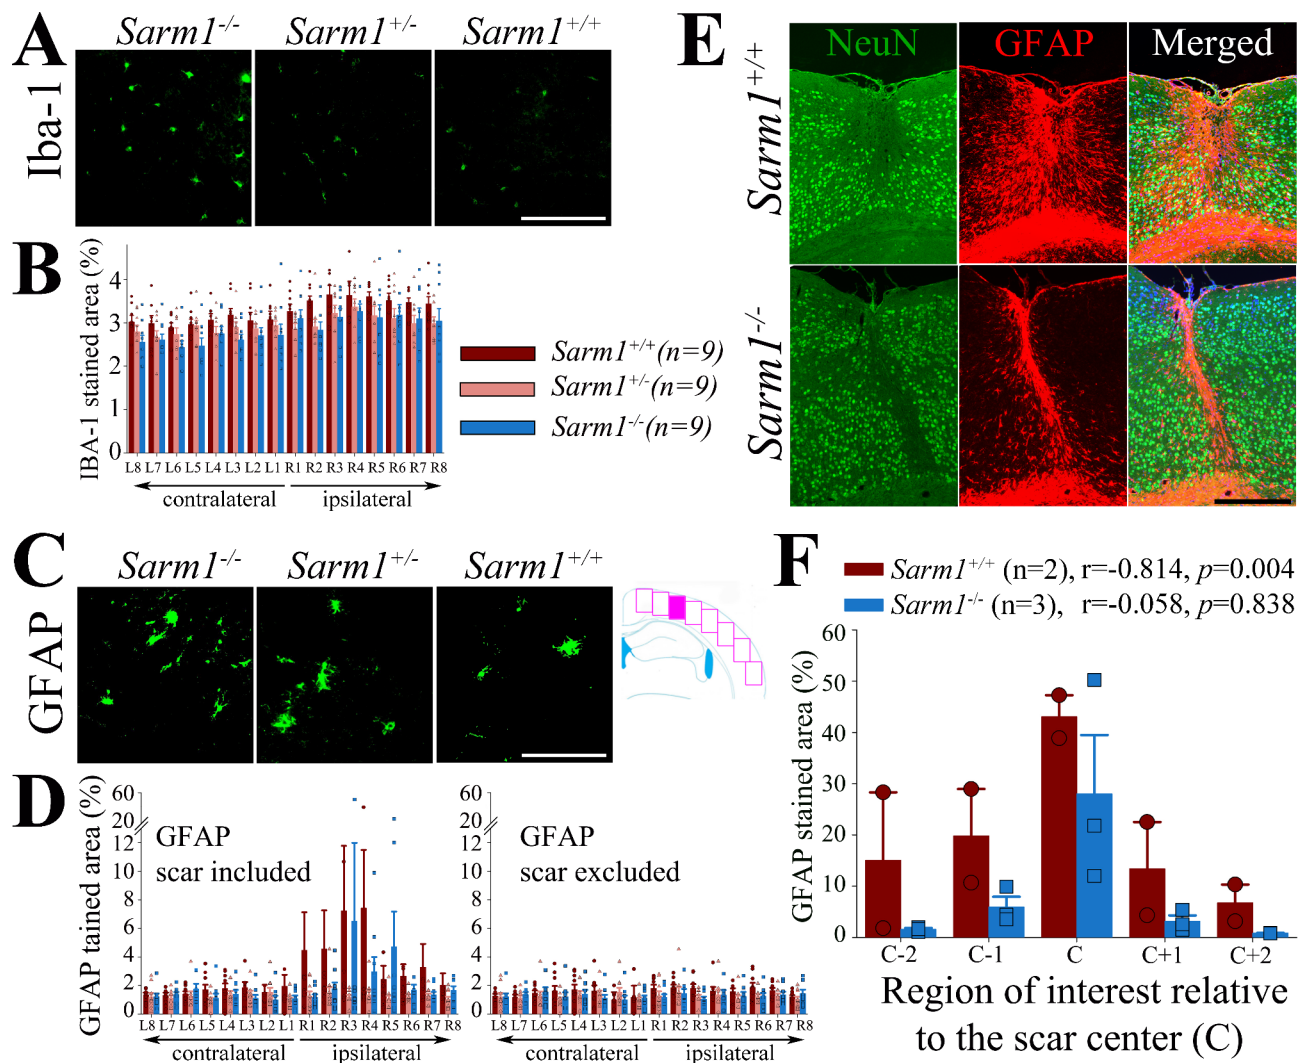 A
Sarm1-/-
Sarm1+/-
Sarm1+/+
Iba-1
B
IBA-1 stained area (%)
4
3
2
1
0
L8 L7 L6 L5 L4 L3 L2 L1 R1 R2 R3 R4 R5 R6 R7 R8
contralateral
ipsilateral
Sarm1+/+(n=9)
Sarm1+/-(n=9)
Sarm1-/-(n=9)
C
Sarm1-/-
Sarm1+/-
Sarm1+/+
GFAP
D
GFAP tained area (%)
60
20
12
10
8
6
4
2
0
GFAP
scar included
L8 L7 L6 L5 L4 L3 L2 L1 R1 R2 R3 R4 R5 R6 R7 R8
contralateral
ipsilateral
60
20
12
10
8
6
4
2
0
GFAP
scar excluded
L8 L7 L6 L5 L4 L3 L2 L1 R1 R2 R3 R4 R5 R6 R7 R8
contralateral
ipsilateral
E
NeuN
GFAP
Merged
Sarm1+/+
Sarm1-/-
F
Sarm1+/+ (n=2), r=-0.814, p=0.004
Sarm1-/- (n=3), r=-0.058, p=0.838
GFAP stained area (%)
60
50
40
30
20
10
0
C-2 C-1 C C+1 C+2
Region of interest relative
to the scar center (C)